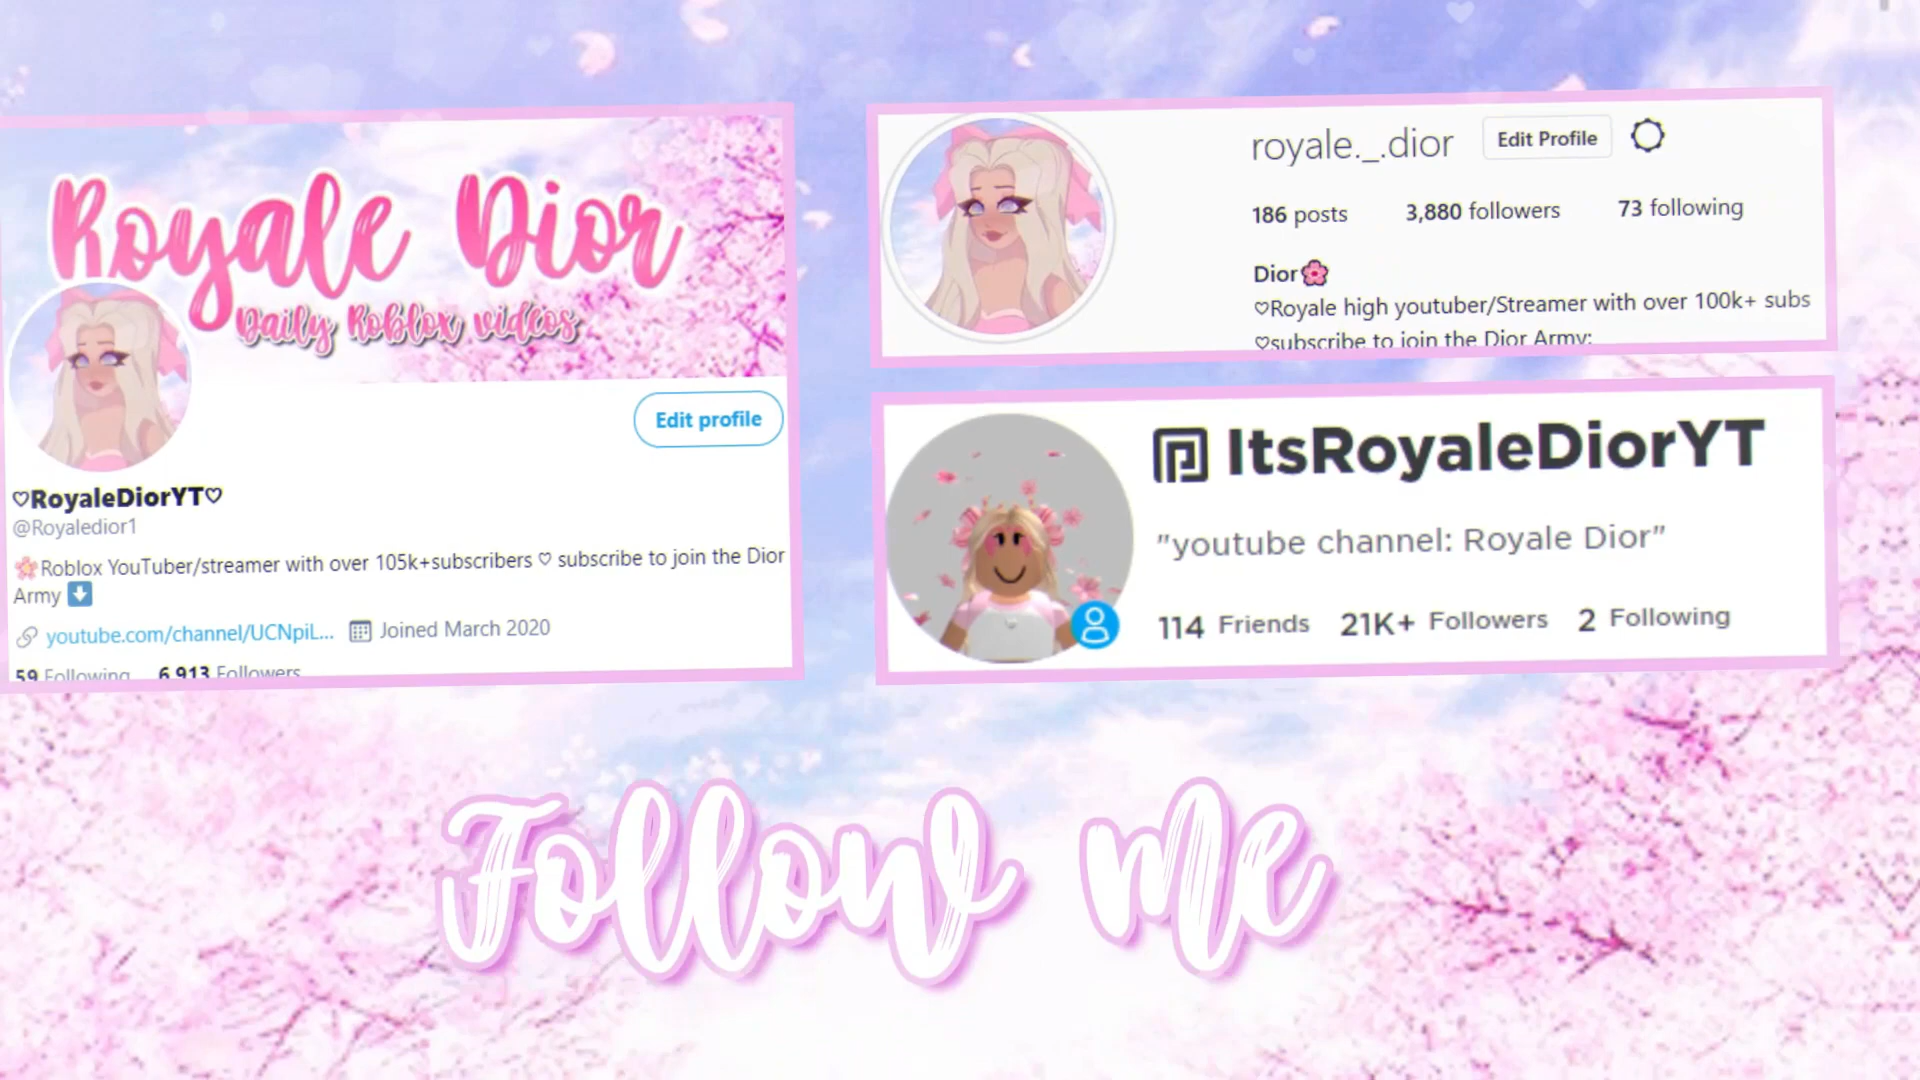 Royale Dior
Daily Roblox videos
Edit profile
♡RoyaleDiorYT♡
@Royaledior1
🌸Roblox YouTuber/streamer with over 105k+subscribers ♡ subscribe to join the Dior
Army ⬇️
youtube.com/channel/UCNpiL... Joined March 2020
59 Following 6,913 Followers
royale._.dior Edit Profile
186 posts 3,880 followers 73 following
Dior🌸
♡Royale high youtuber/Streamer with over 100k+ subs
♡subscribe to join the Dior Army:
ItsRoyaleDiorYT
"youtube channel: Royale Dior"
114 Friends 21K+ Followers 2 Following
Follow me